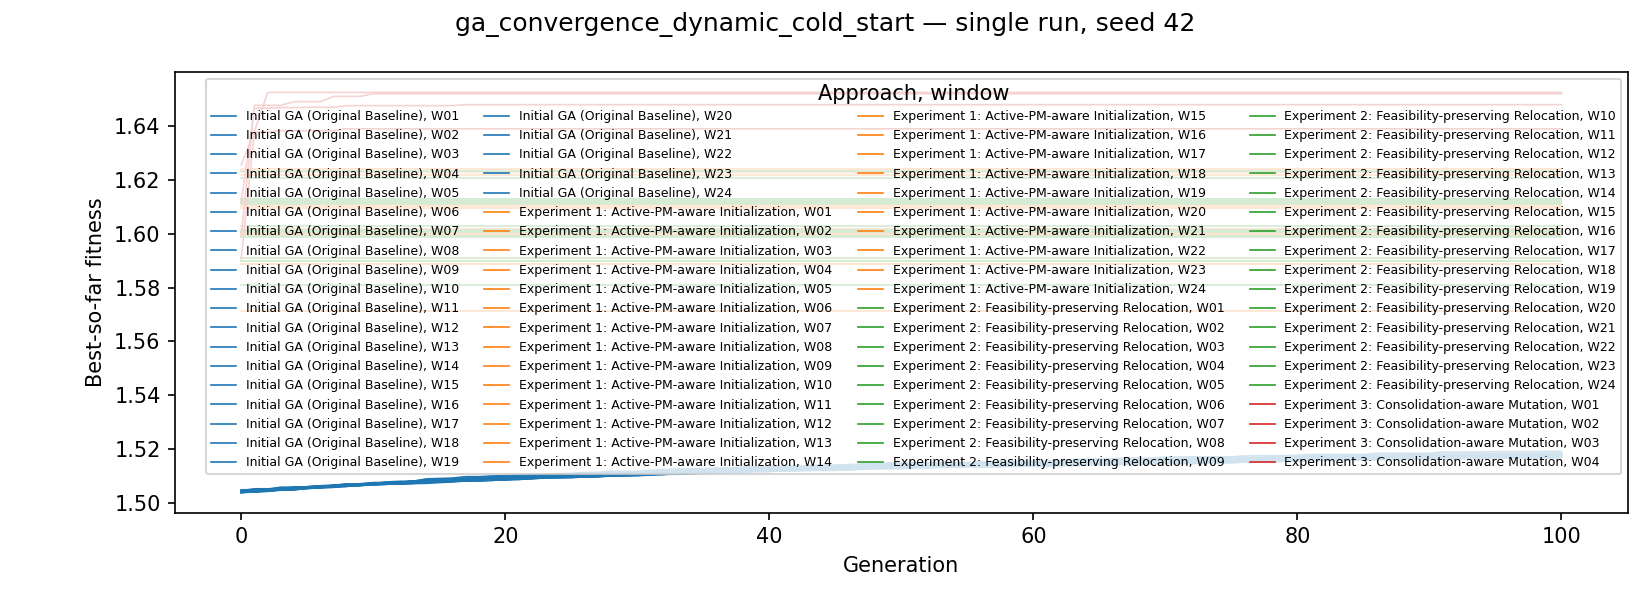 ga_convergence_dynamic_cold_start — single run, seed 42
Approach, window
Initial GA (Original Baseline), W01
Initial GA (Original Baseline), W02
Initial GA (Original Baseline), W03
Initial GA (Original Baseline), W04
Initial GA (Original Baseline), W05
Initial GA (Original Baseline), W06
Initial GA (Original Baseline), W07
Initial GA (Original Baseline), W08
Initial GA (Original Baseline), W09
Initial GA (Original Baseline), W10
Initial GA (Original Baseline), W11
Initial GA (Original Baseline), W12
Initial GA (Original Baseline), W13
Initial GA (Original Baseline), W14
Initial GA (Original Baseline), W15
Initial GA (Original Baseline), W16
Initial GA (Original Baseline), W17
Initial GA (Original Baseline), W18
Initial GA (Original Baseline), W19
Initial GA (Original Baseline), W20
Initial GA (Original Baseline), W21
Initial GA (Original Baseline), W22
Initial GA (Original Baseline), W23
Initial GA (Original Baseline), W24
Experiment 1: Active-PM-aware Initialization, W01
Experiment 1: Active-PM-aware Initialization, W02
Experiment 1: Active-PM-aware Initialization, W03
Experiment 1: Active-PM-aware Initialization, W04
Experiment 1: Active-PM-aware Initialization, W05
Experiment 1: Active-PM-aware Initialization, W06
Experiment 1: Active-PM-aware Initialization, W07
Experiment 1: Active-PM-aware Initialization, W08
Experiment 1: Active-PM-aware Initialization, W09
Experiment 1: Active-PM-aware Initialization, W10
Experiment 1: Active-PM-aware Initialization, W11
Experiment 1: Active-PM-aware Initialization, W12
Experiment 1: Active-PM-aware Initialization, W13
Experiment 1: Active-PM-aware Initialization, W14
Experiment 1: Active-PM-aware Initialization, W15
Experiment 1: Active-PM-aware Initialization, W16
Experiment 1: Active-PM-aware Initialization, W17
Experiment 1: Active-PM-aware Initialization, W18
Experiment 1: Active-PM-aware Initialization, W19
Experiment 1: Active-PM-aware Initialization, W20
Experiment 1: Active-PM-aware Initialization, W21
Experiment 1: Active-PM-aware Initialization, W22
Experiment 1: Active-PM-aware Initialization, W23
Experiment 1: Active-PM-aware Initialization, W24
Experiment 2: Feasibility-preserving Relocation, W01
Experiment 2: Feasibility-preserving Relocation, W02
Experiment 2: Feasibility-preserving Relocation, W03
Experiment 2: Feasibility-preserving Relocation, W04
Experiment 2: Feasibility-preserving Relocation, W05
Experiment 2: Feasibility-preserving Relocation, W06
Experiment 2: Feasibility-preserving Relocation, W07
Experiment 2: Feasibility-preserving Relocation, W08
Experiment 2: Feasibility-preserving Relocation, W09
Experiment 2: Feasibility-preserving Relocation, W10
Experiment 2: Feasibility-preserving Relocation, W11
Experiment 2: Feasibility-preserving Relocation, W12
Experiment 2: Feasibility-preserving Relocation, W13
Experiment 2: Feasibility-preserving Relocation, W14
Experiment 2: Feasibility-preserving Relocation, W15
Experiment 2: Feasibility-preserving Relocation, W16
Experiment 2: Feasibility-preserving Relocation, W17
Experiment 2: Feasibility-preserving Relocation, W18
Experiment 2: Feasibility-preserving Relocation, W19
Experiment 2: Feasibility-preserving Relocation, W20
Experiment 2: Feasibility-preserving Relocation, W21
Experiment 2: Feasibility-preserving Relocation, W22
Experiment 2: Feasibility-preserving Relocation, W23
Experiment 2: Feasibility-preserving Relocation, W24
Experiment 3: Consolidation-aware Mutation, W01
Experiment 3: Consolidation-aware Mutation, W02
Experiment 3: Consolidation-aware Mutation, W03
Experiment 3: Consolidation-aware Mutation, W04
Best-so-far fitness
1.64
1.62
1.60
1.58
1.56
1.54
1.52
1.50
0
20
40
60
80
100
Generation